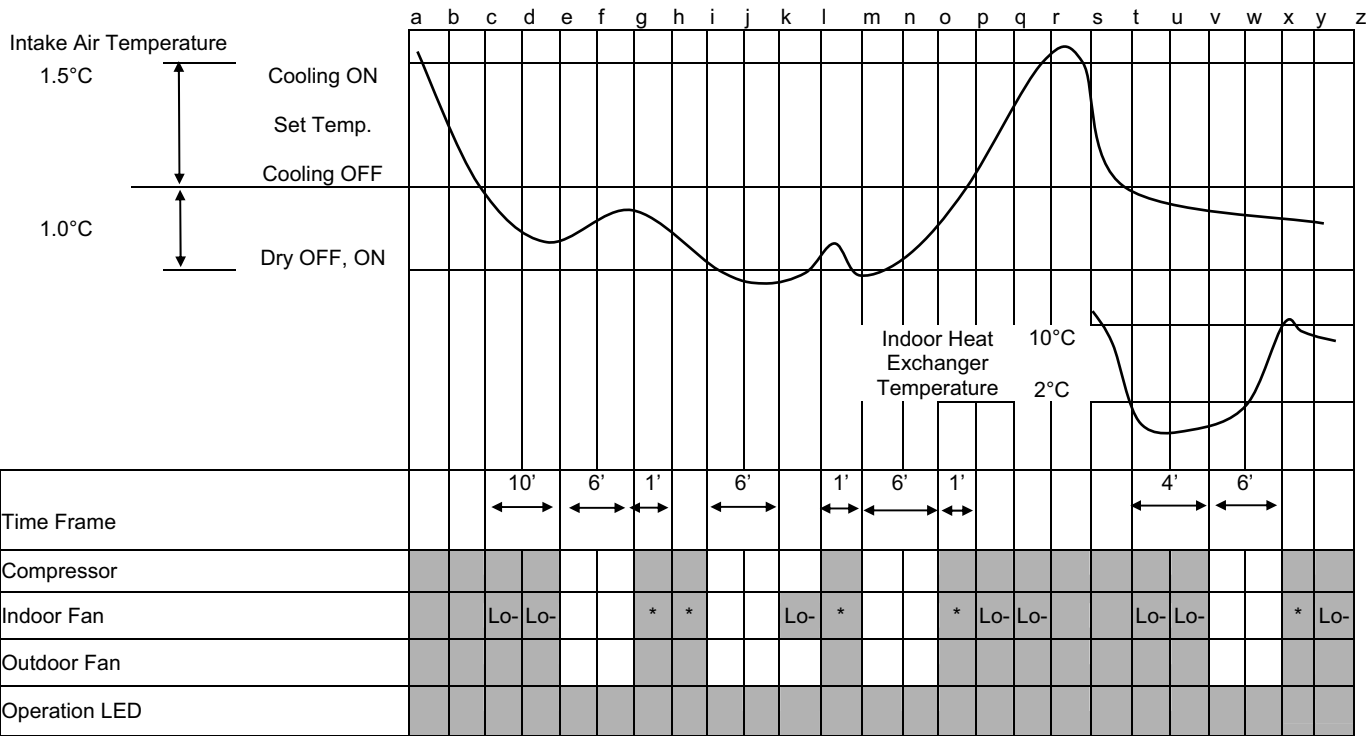 a b c d e f g h i j k l m n o p q r s t u v w x y z
Intake Air Temperature
1.5°C
Cooling ON
Set Temp.
Cooling OFF
1.0°C
Dry OFF, ON
Indoor Heat 10°C
Exchanger
Temperature 2°C
10’ 6’ 1’ 6’ 1’ 6’ 1’ 4’ 6’
Time Frame
Compressor
Indoor Fan Lo- Lo- * * Lo- * * Lo- Lo- Lo- Lo- * Lo-
Outdoor Fan
Operation LED